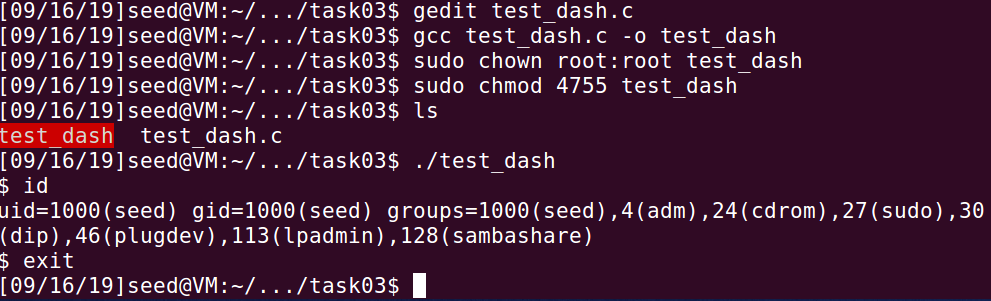 [09/16/19]seed@VM:~/.../task03$ gedit test_dash.c
[09/16/19]seed@VM:~/.../task03$ gcc test_dash.c -o test_dash
[09/16/19]seed@VM:~/.../task03$ sudo chown root:root test_dash
[09/16/19]seed@VM:~/.../task03$ sudo chmod 4755 test_dash
[09/16/19]seed@VM:~/.../task03$ ls
test_dash  test_dash.c
[09/16/19]seed@VM:~/.../task03$ ./test_dash
$ id
uid=1000(seed) gid=1000(seed) groups=1000(seed),4(adm),24(cdrom),27(sudo),30
(dip),46(plugdev),113(lpadmin),128(sambashare)
$ exit
[09/16/19]seed@VM:~/.../task03$